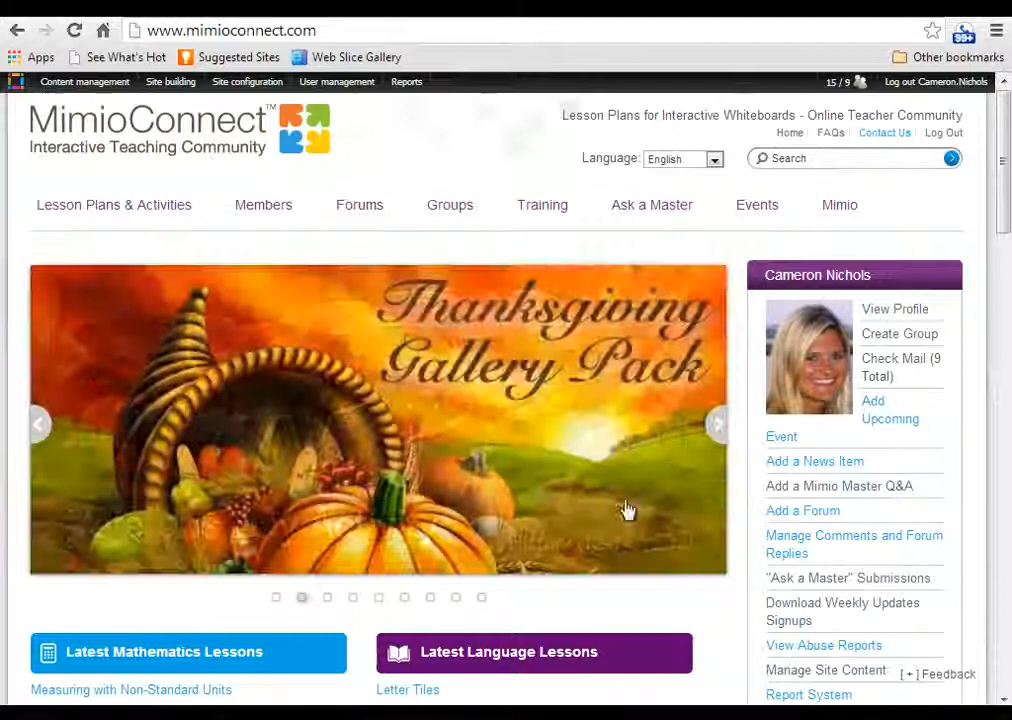 www.mimioconnect.com
99+
Apps See What's Hot Suggested Sites Web Slice Gallery Other bookmarks
Content management Site building Site configuration User management Reports 15 / 9 Log out Cameron.Nichols
MimioConnect™
Interactive Teaching Community
Lesson Plans for Interactive Whiteboards - Online Teacher Community
Home FAQs Contact Us Log Out
Language: English Search
Lesson Plans & Activities Members Forums Groups Training Ask a Master Events Mimio
Thanksgiving
Gallery Pack
Cameron Nichols
View Profile
Create Group
Check Mail (9
Total)
Add
Upcoming
Event
Add a News Item
Add a Mimio Master Q&A
Add a Forum
Manage Comments and Forum
Replies
"Ask a Master" Submissions
Download Weekly Updates
Signups
View Abuse Reports
Manage Site Content
[+] Feedback
Report System
Latest Mathematics Lessons Latest Language Lessons
Measuring with Non-Standard Units Letter Tiles